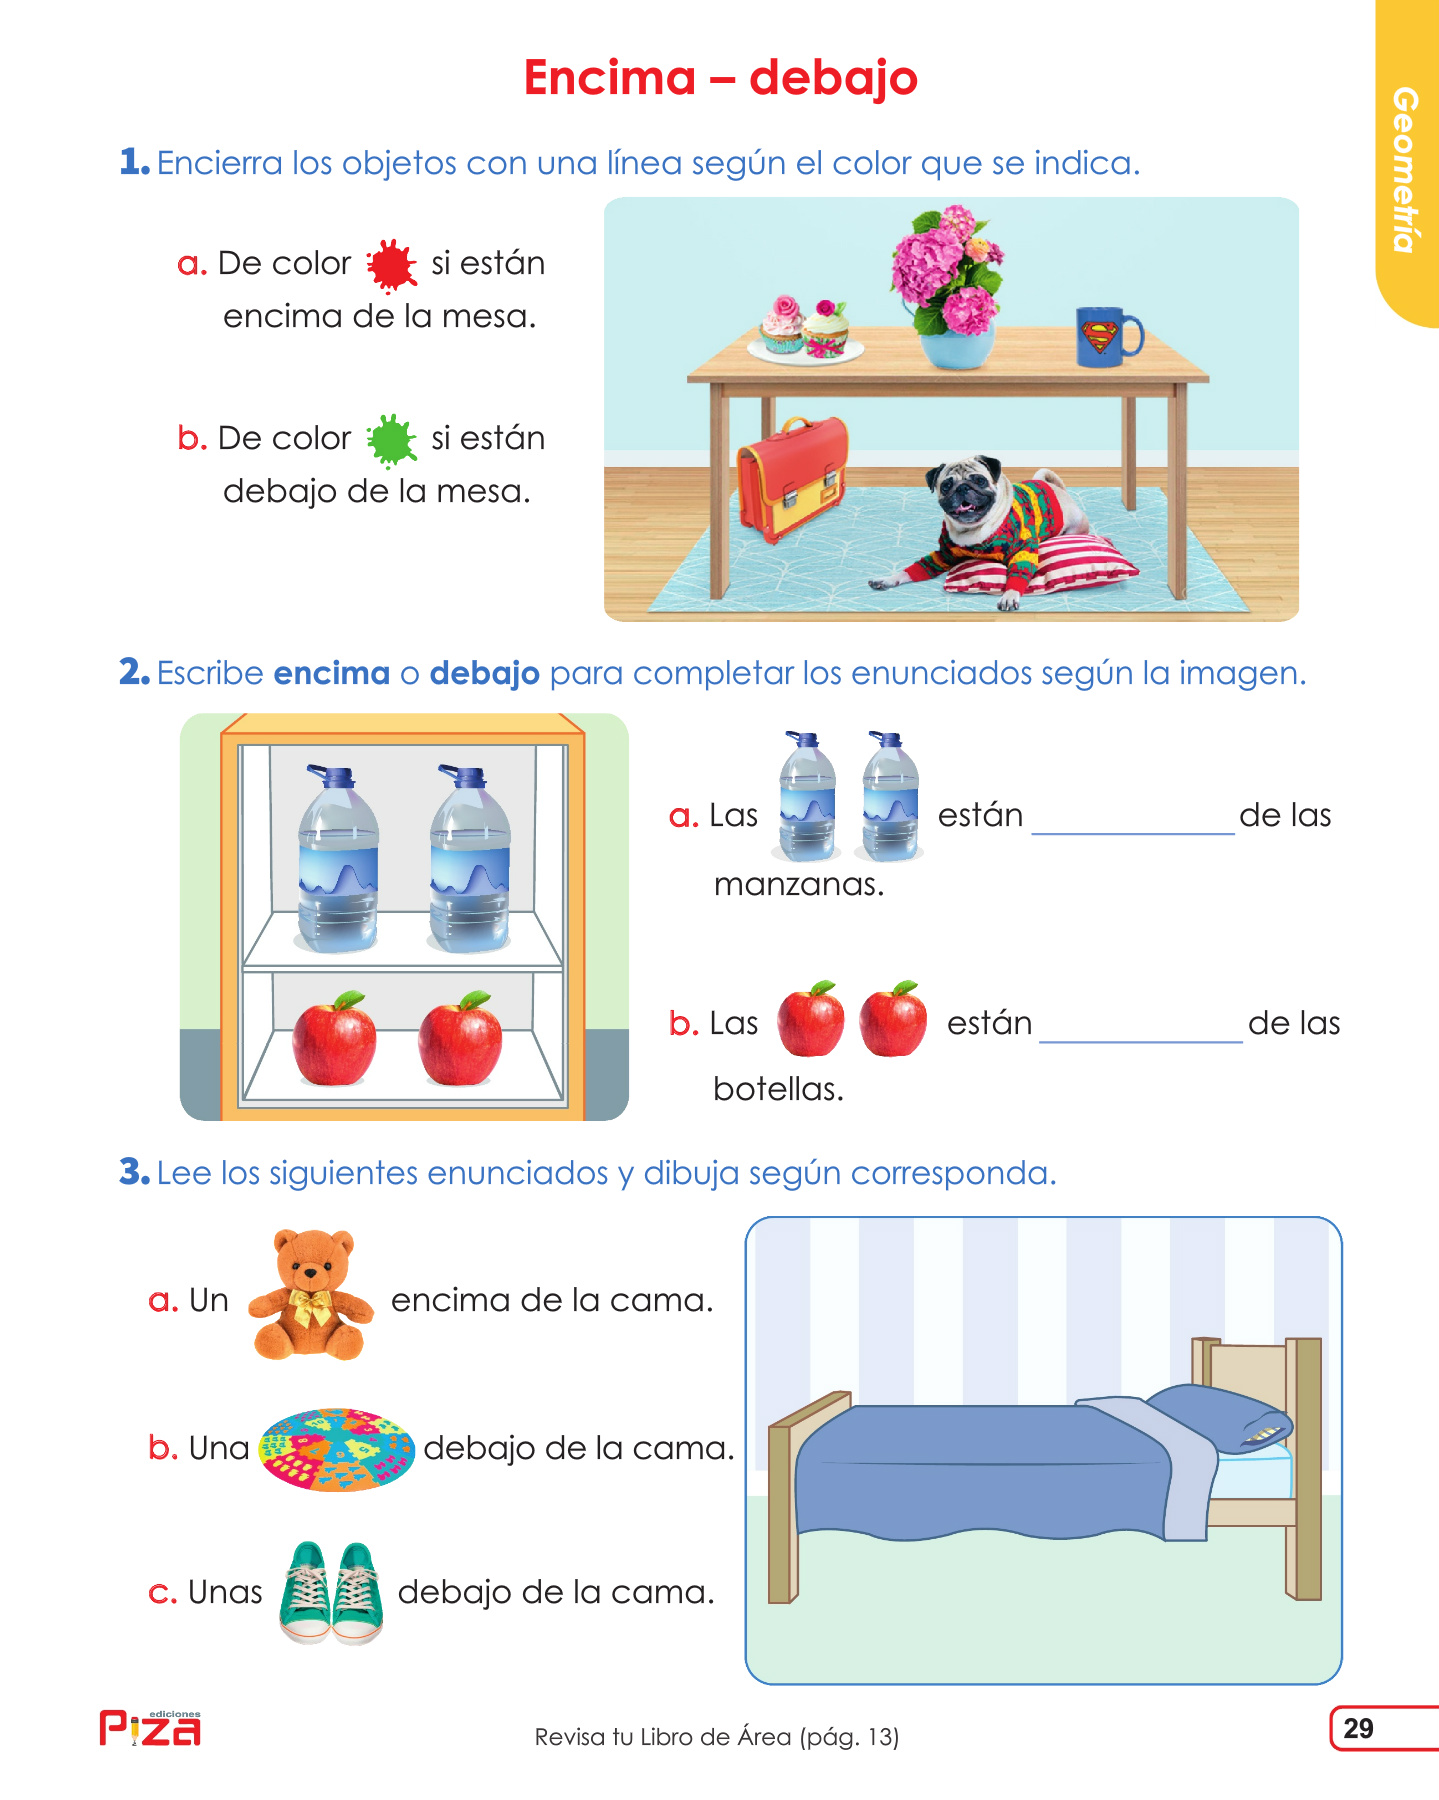 Encima – debajo
Geometría
1. Encierra los objetos con una línea según el color que se indica.
a. De color si están
encima de la mesa.
b. De color si están
debajo de la mesa.
2. Escribe encima o debajo para completar los enunciados según la imagen.
a. Las están ____________ de las
manzanas.
b. Las están ____________ de las
botellas.
3. Lee los siguientes enunciados y dibuja según corresponda.
a. Un encima de la cama.
b. Una debajo de la cama.
c. Unas debajo de la cama.
ediciones
Piza
Revisa tu Libro de Área (pág. 13)
29